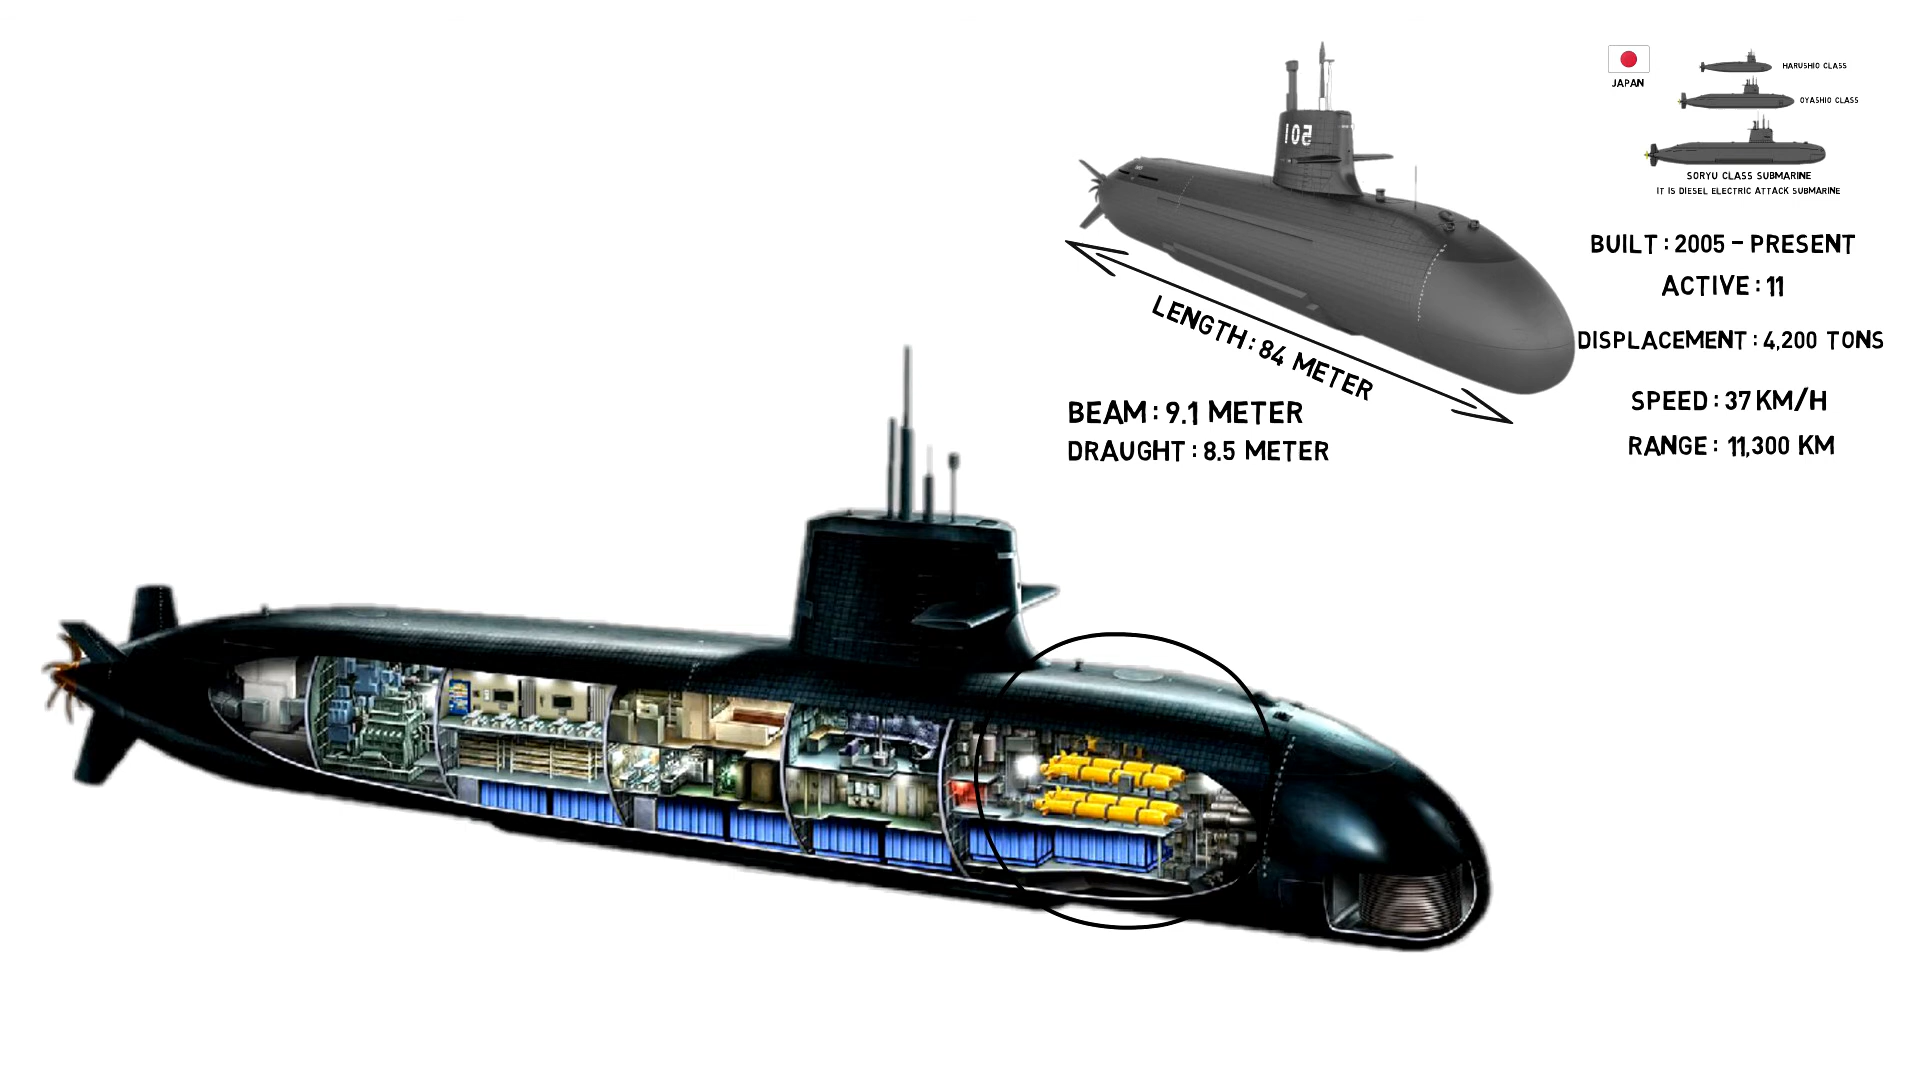 JAPAN
HARUSHIO CLASS
OYASHIO CLASS
SORYU CLASS SUBMARINE
IT IS DIESEL ELECTRIC ATTACK SUBMARINE
501
LENGTH : 84 METER
BEAM : 9.1 METER
DRAUGHT : 8.5 METER
BUILT : 2005 - PRESENT
ACTIVE : 11
DISPLACEMENT : 4,200 TONS
SPEED : 37 KM/H
RANGE : 11,300 KM